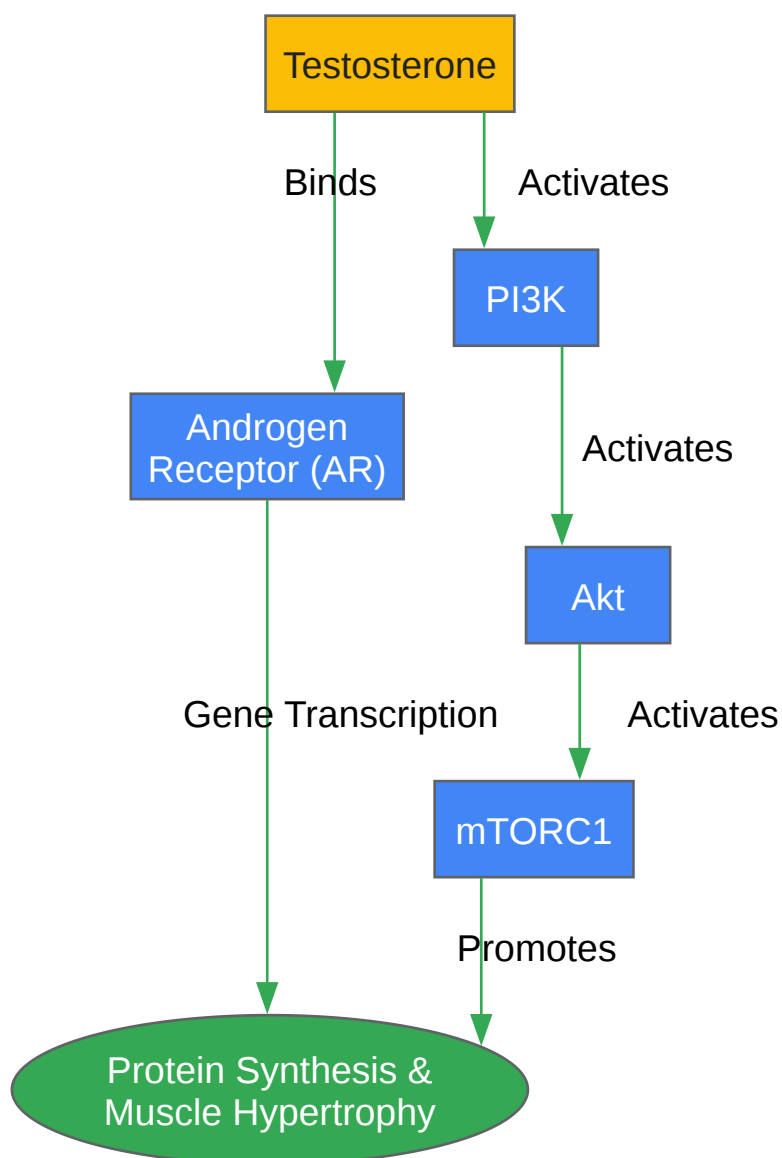 Testosterone
Binds
Activates
PI3K
Androgen
Receptor (AR)
Activates
Akt
Gene Transcription
Activates
mTORC1
Promotes
Protein Synthesis &
Muscle Hypertrophy